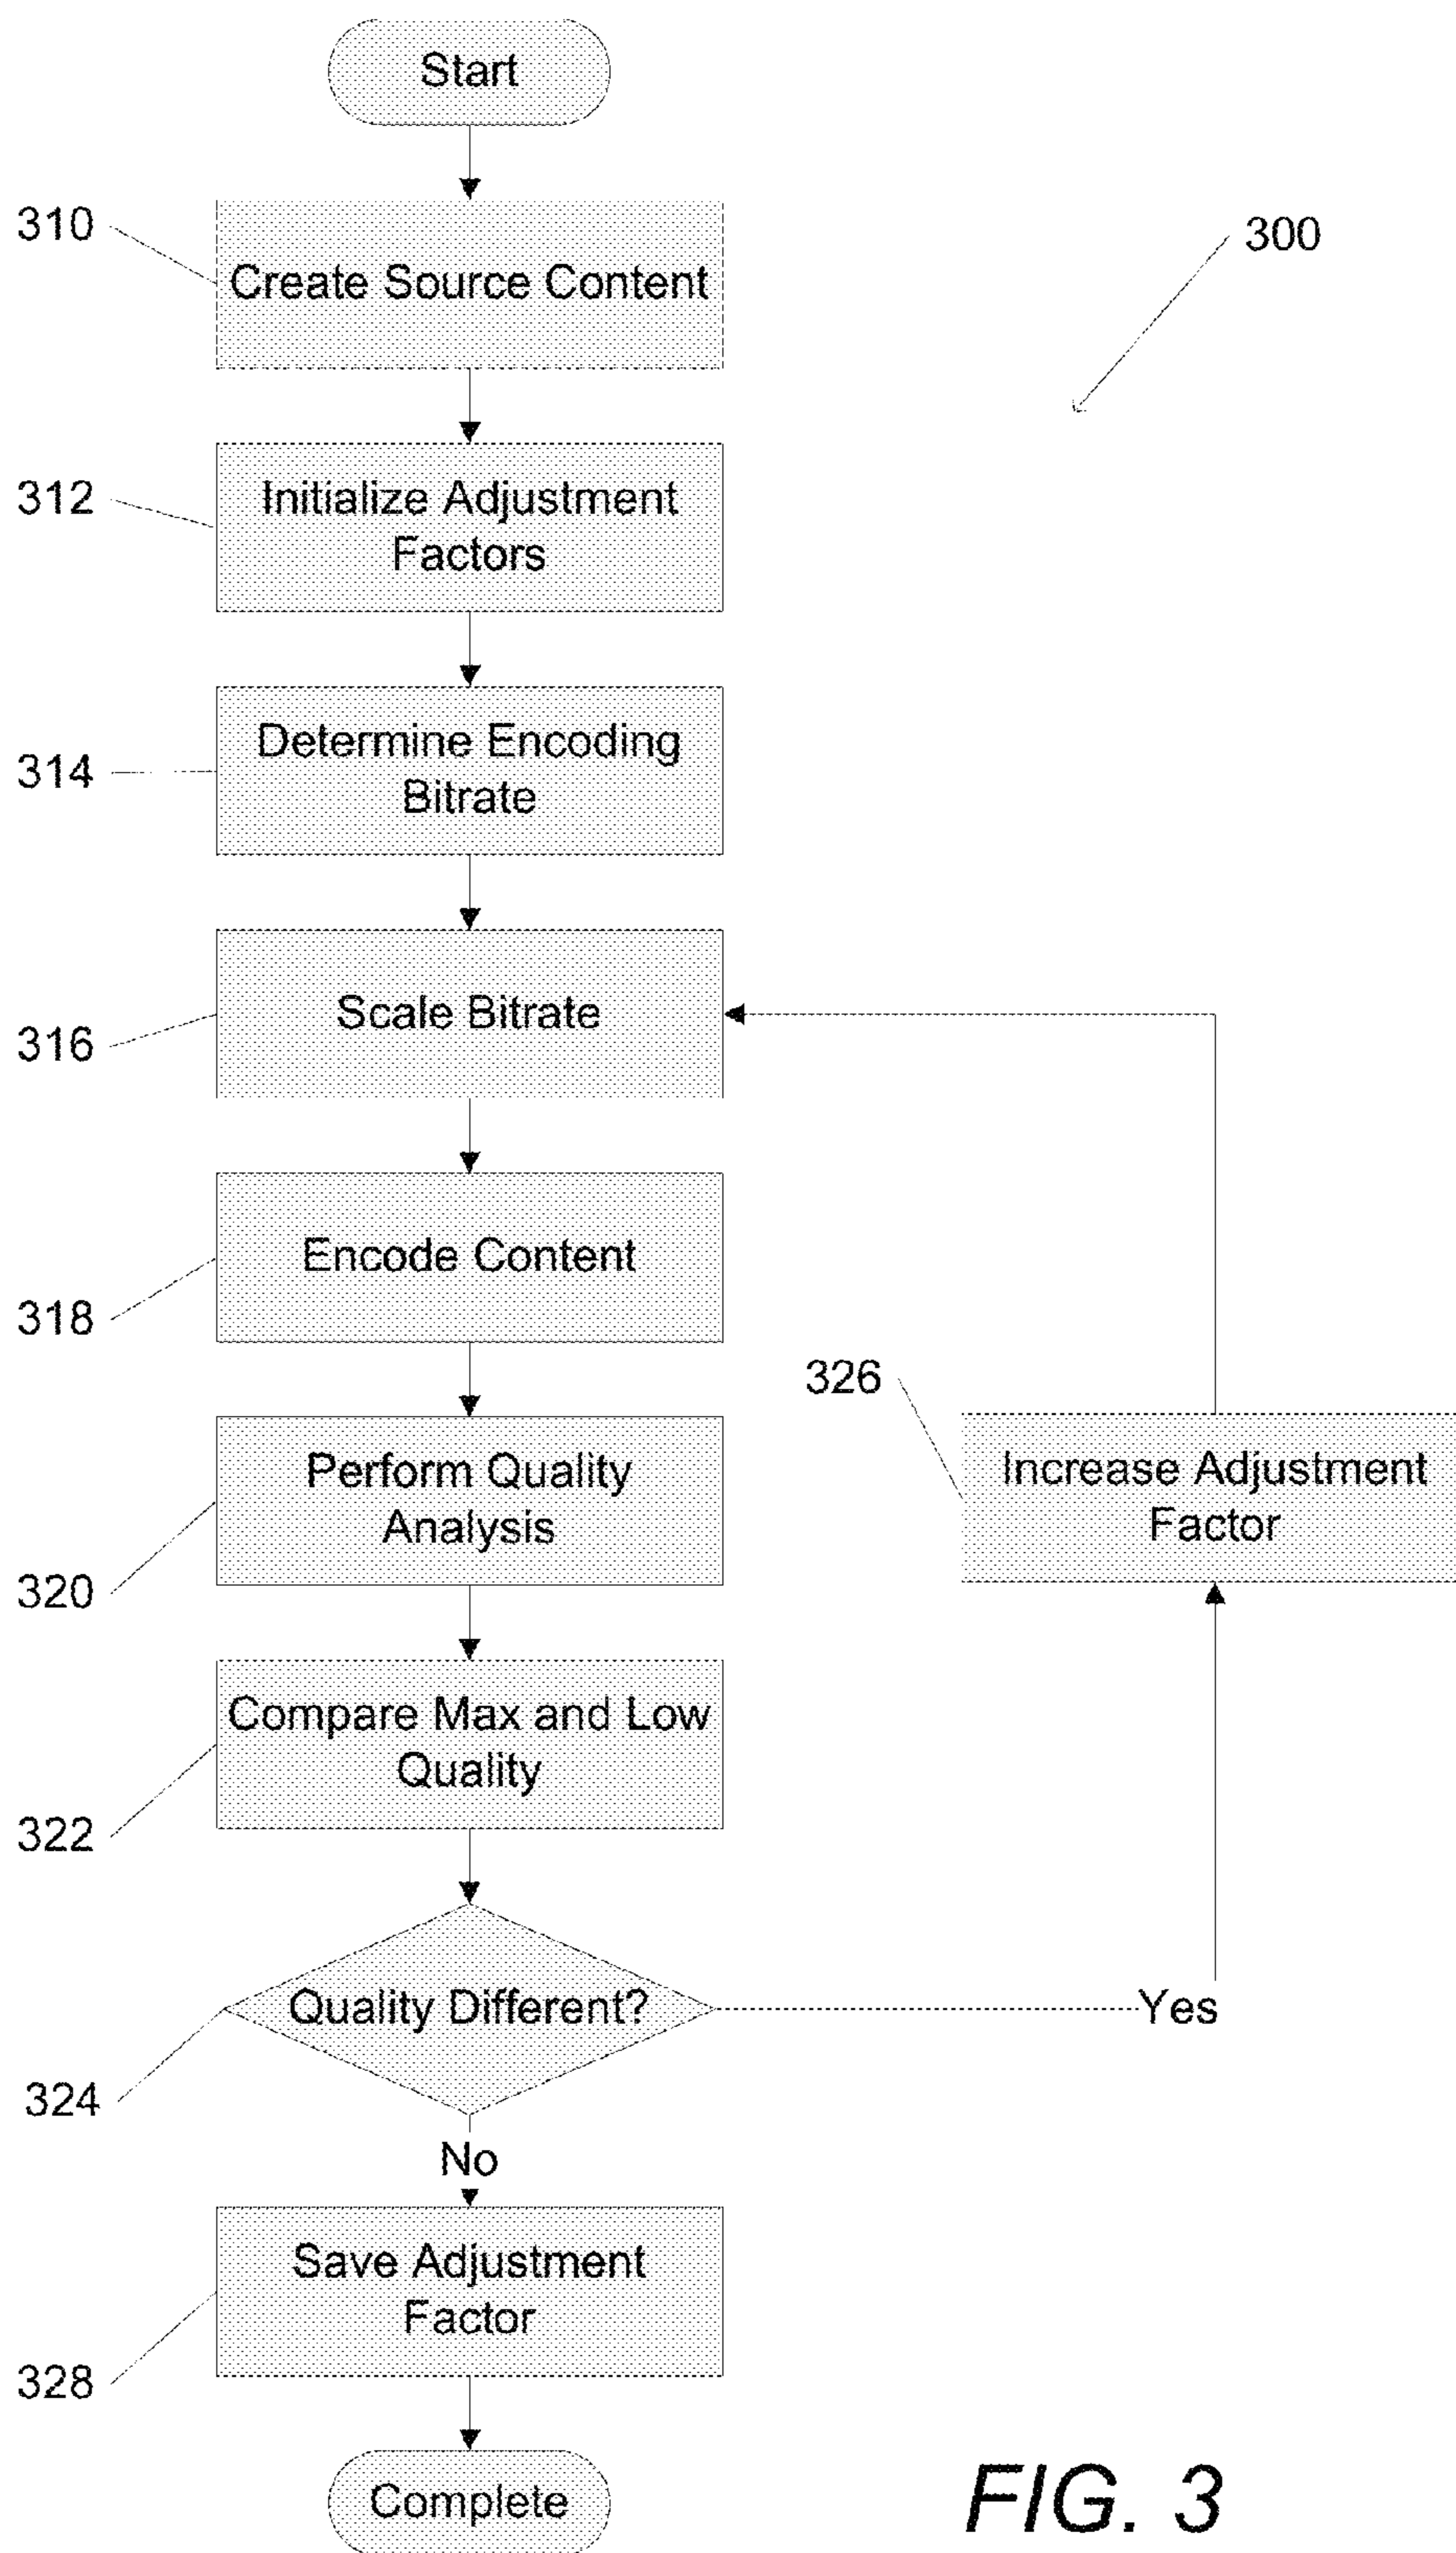 Start
310
Create Source Content
300
312
Initialize Adjustment
Factors
314
Determine Encoding
Bitrate
316
Scale Bitrate
318
Encode Content
320
Perform Quality
Analysis
326
Increase Adjustment
Factor
322
Compare Max and Low
Quality
324
Quality Different?
Yes
No
328
Save Adjustment
Factor
Complete
FIG. 3